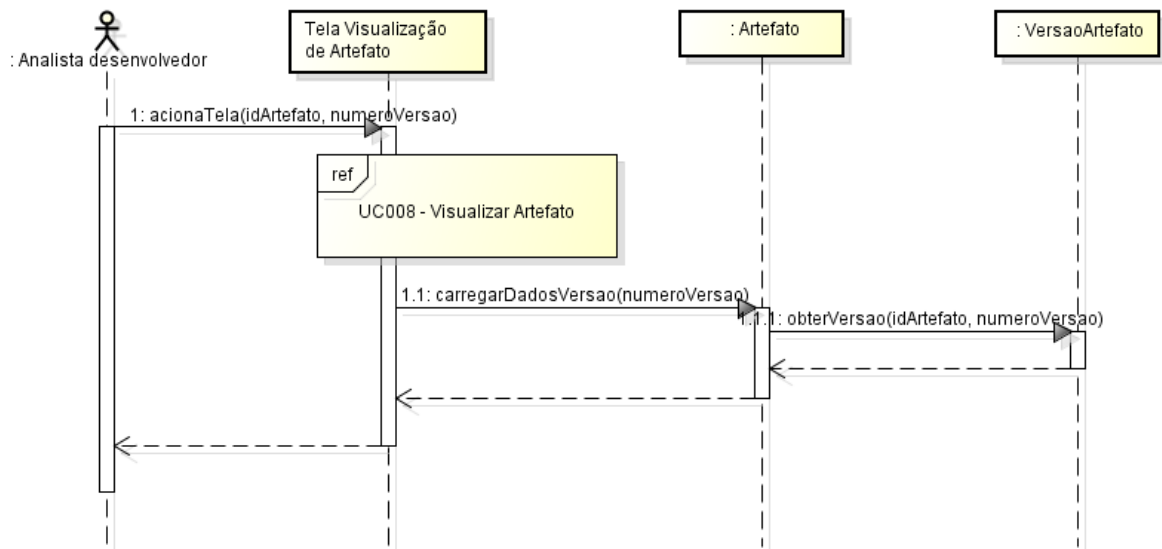 Tela Visualização
de Artefato
: Artefato
: VersaoArtefato
: Analista desenvolvedor
1: acionaTela(idArtefato, numeroVersao)
ref
UC008 - Visualizar Artefato
1.1: carregarDadosVersao(numeroVersao)
1.1.1: obterVersao(idArtefato, numeroVersao)